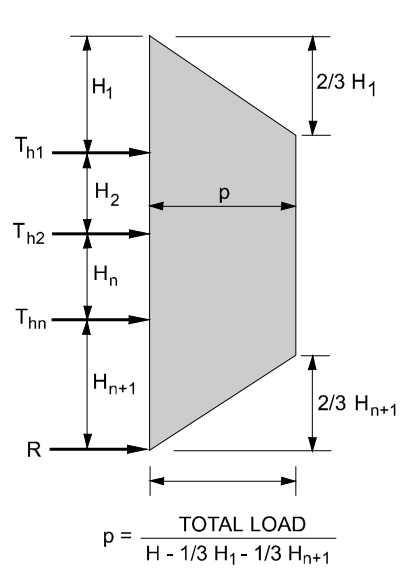 H1
2/3 H1
Th1
H2
p
Th2
Hn
Thn
Hn+1
2/3 Hn+1
R
p = TOTAL LOAD
H - 1/3 H1 - 1/3 Hn+1